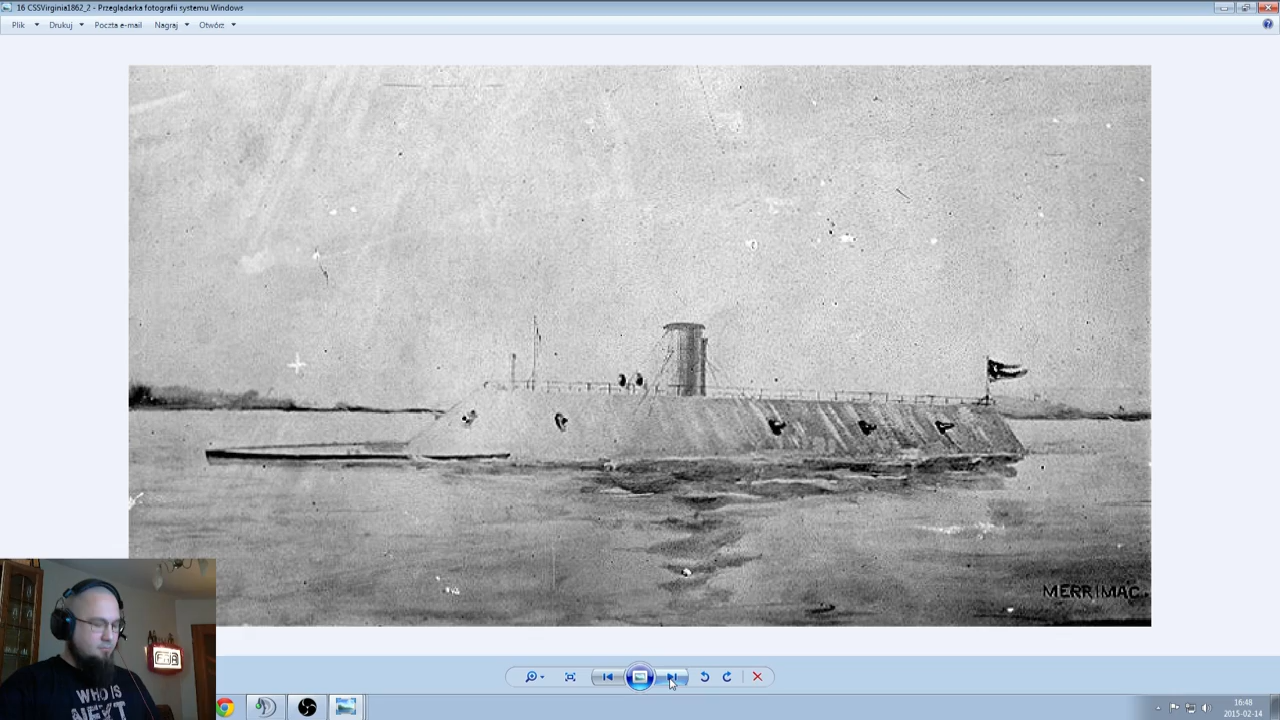 16 CSSVirginia1862_2 - Przeglądarka fotografii systemu Windows
Plik Drukuj Poczta e-mail Nagraj Otwórz
MERRIMAC.
WHO IS
NEXT
16:48
2015-02-14